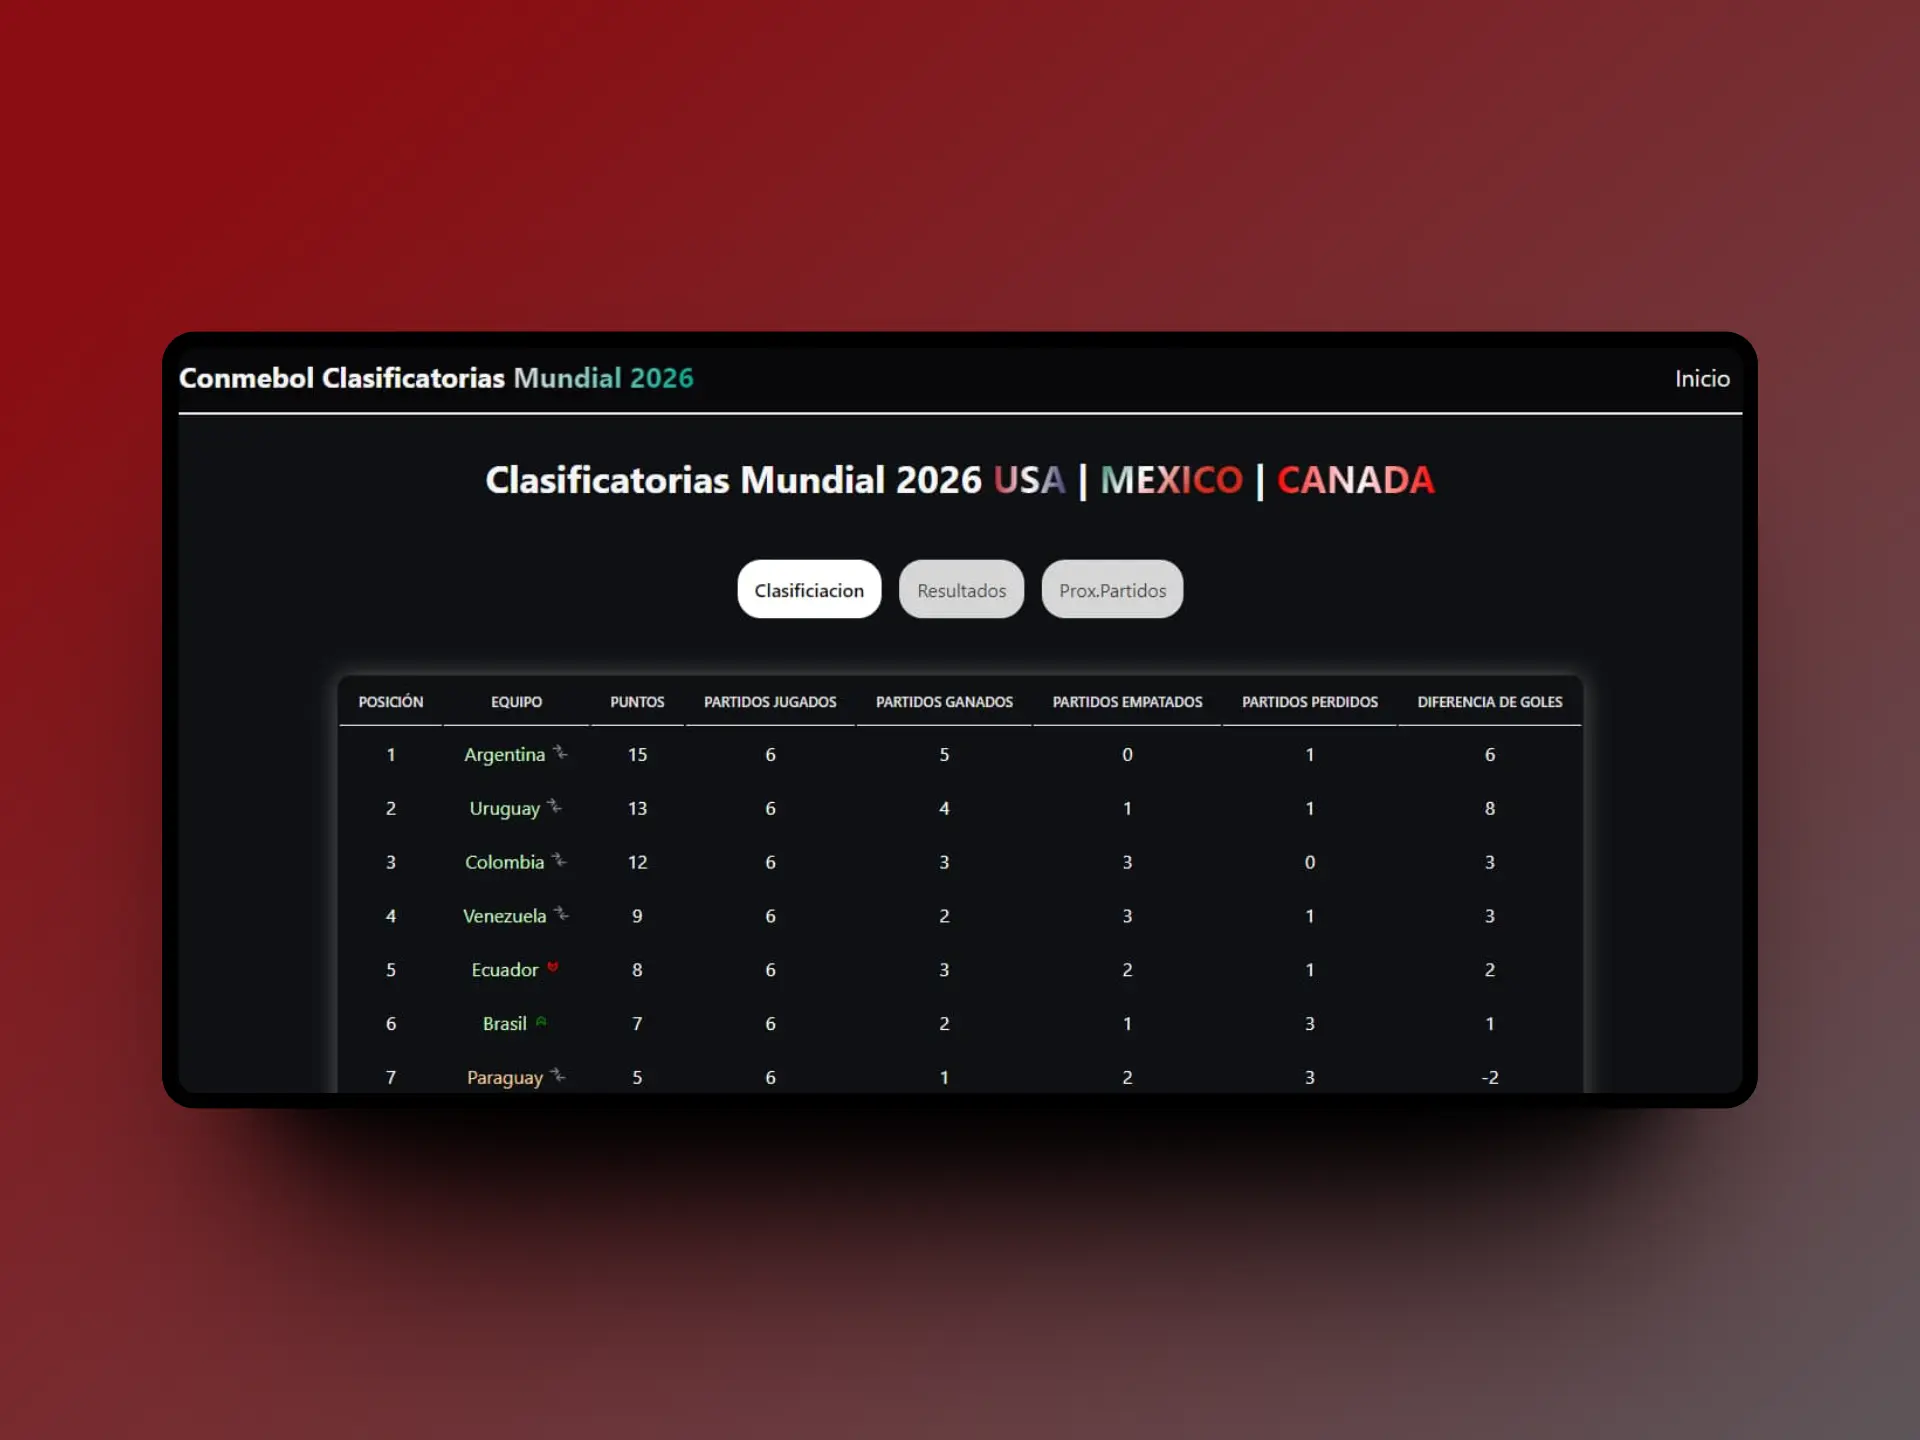 Conmebol Clasificatorias Mundial 2026 Inicio
Clasificatorias Mundial 2026 USA | MEXICO | CANADA
Clasificiacion Resultados Prox.Partidos
POSICIÓN EQUIPO PUNTOS PARTIDOS JUGADOS PARTIDOS GANADOS PARTIDOS EMPATADOS PARTIDOS PERDIDOS DIFERENCIA DE GOLES
1 Argentina 15 6 5 0 1 6
2 Uruguay 13 6 4 1 1 8
3 Colombia 12 6 3 3 0 3
4 Venezuela 9 6 2 3 1 3
5 Ecuador 8 6 3 2 1 2
6 Brasil 7 6 2 1 3 1
7 Paraguay 5 6 1 2 3 -2